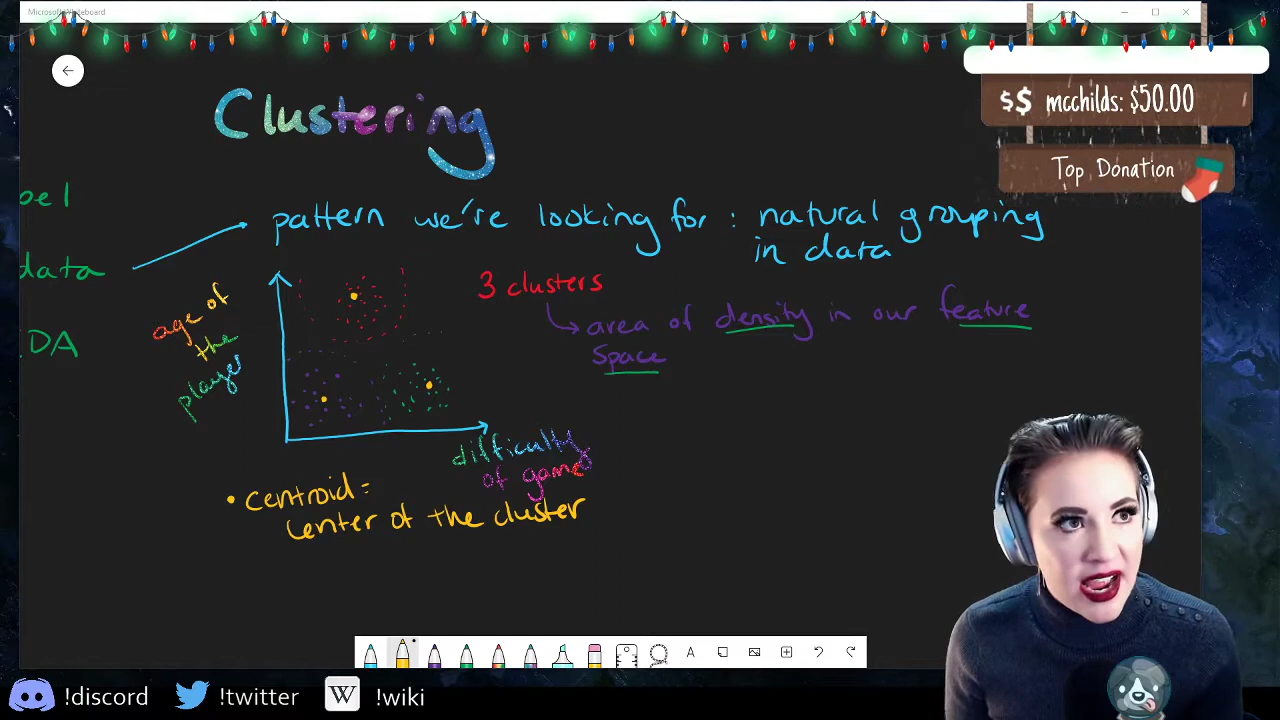 Microsoft Whiteboard
mcchilds: $50.00
Top Donation
Clustering
pattern we're looking for : natural grouping
in data
data
DA
3 clusters
area of density in our feature
space
age of
the
player
difficulty
of game
• centroid =
center of the cluster
A
!discord
!twitter
W !wiki